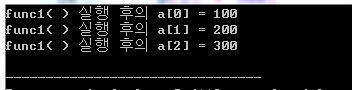 func1( ) 실행 후의 a[0] = 100
func1( ) 실행 후의 a[1] = 200
func1( ) 실행 후의 a[2] = 300
--------------------------------